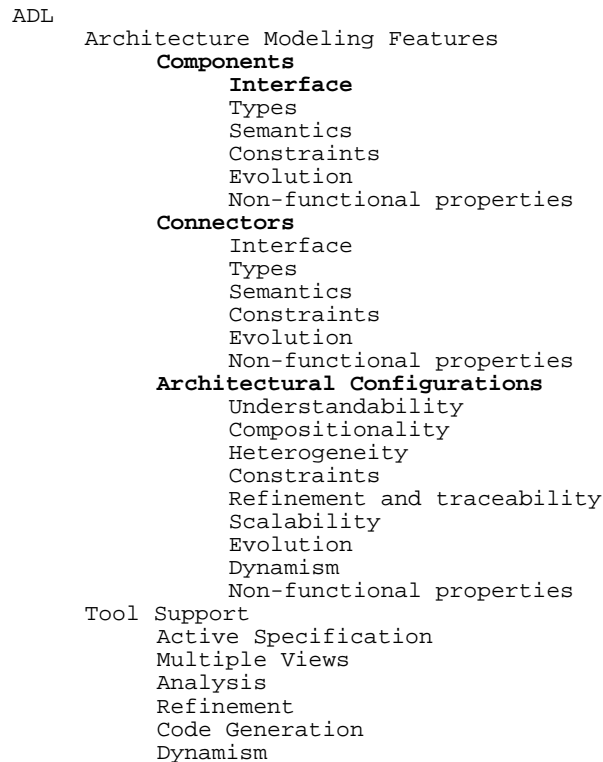 ADL
Architecture Modeling Features
Components
Interface
Types
Semantics
Constraints
Evolution
Non-functional properties
Connectors
Interface
Types
Semantics
Constraints
Evolution
Non-functional properties
Architectural Configurations
Understandability
Compositionality
Heterogeneity
Constraints
Refinement and traceability
Scalability
Evolution
Dynamism
Non-functional properties
Tool Support
Active Specification
Multiple Views
Analysis
Refinement
Code Generation
Dynamism